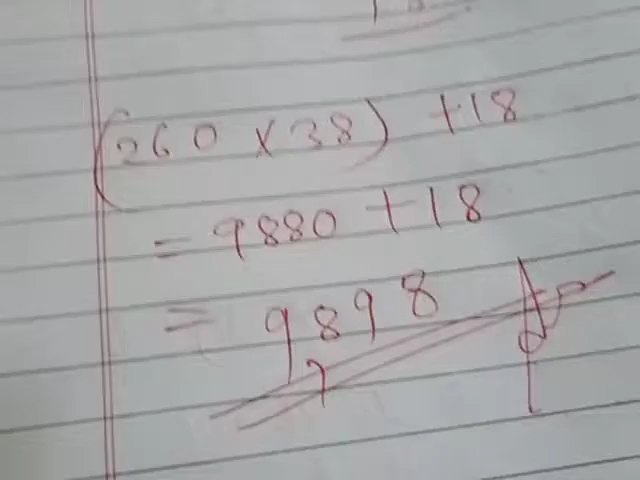 (260 × 38) + 18
= 9880 + 18
= 9898